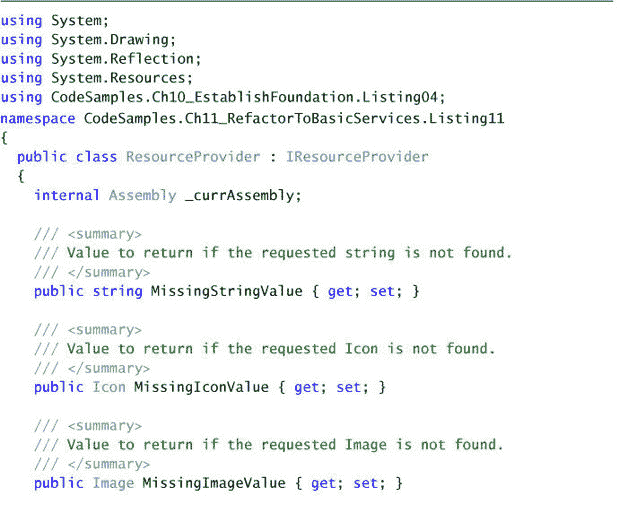 using System;
using System.Drawing;
using System.Reflection;
using System.Resources;
using CodeSamples.Ch10_EstablishFoundation.Listing04;
namespace CodeSamples.Ch11_RefactorToBasicServices.Listing11
{
  public class ResourceProvider : IResourceProvider
  {
    internal Assembly _currAssembly;

    /// <summary>
    /// Value to return if the requested string is not found.
    /// </summary>
    public string MissingStringValue { get; set; }

    /// <summary>
    /// Value to return if the requested Icon is not found.
    /// </summary>
    public Icon MissingIconValue { get; set; }

    /// <summary>
    /// Value to return if the requested Image is not found.
    /// </summary>
    public Image MissingImageValue { get; set; }